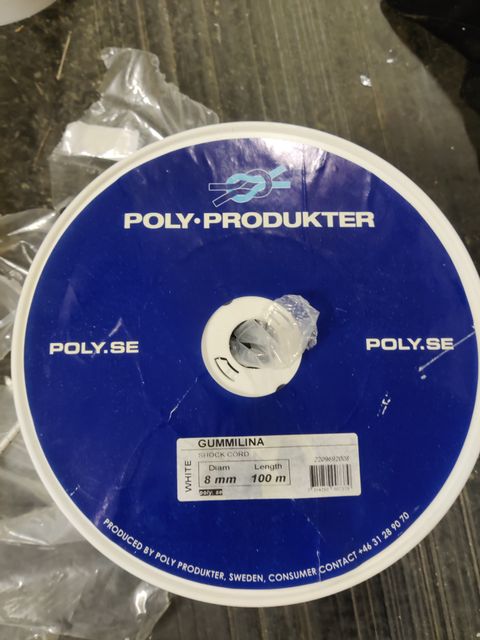 POLY•PRODUKTER
POLY.SE
POLY.SE
GUMMILINA
SHOCK CORD
2209692008
WHITE
Diam Length
8 mm 100 m
poly.se
PRODUCED BY POLY PRODUKTER, SWEDEN, CONSUMER CONTACT +46 31 28 90 70